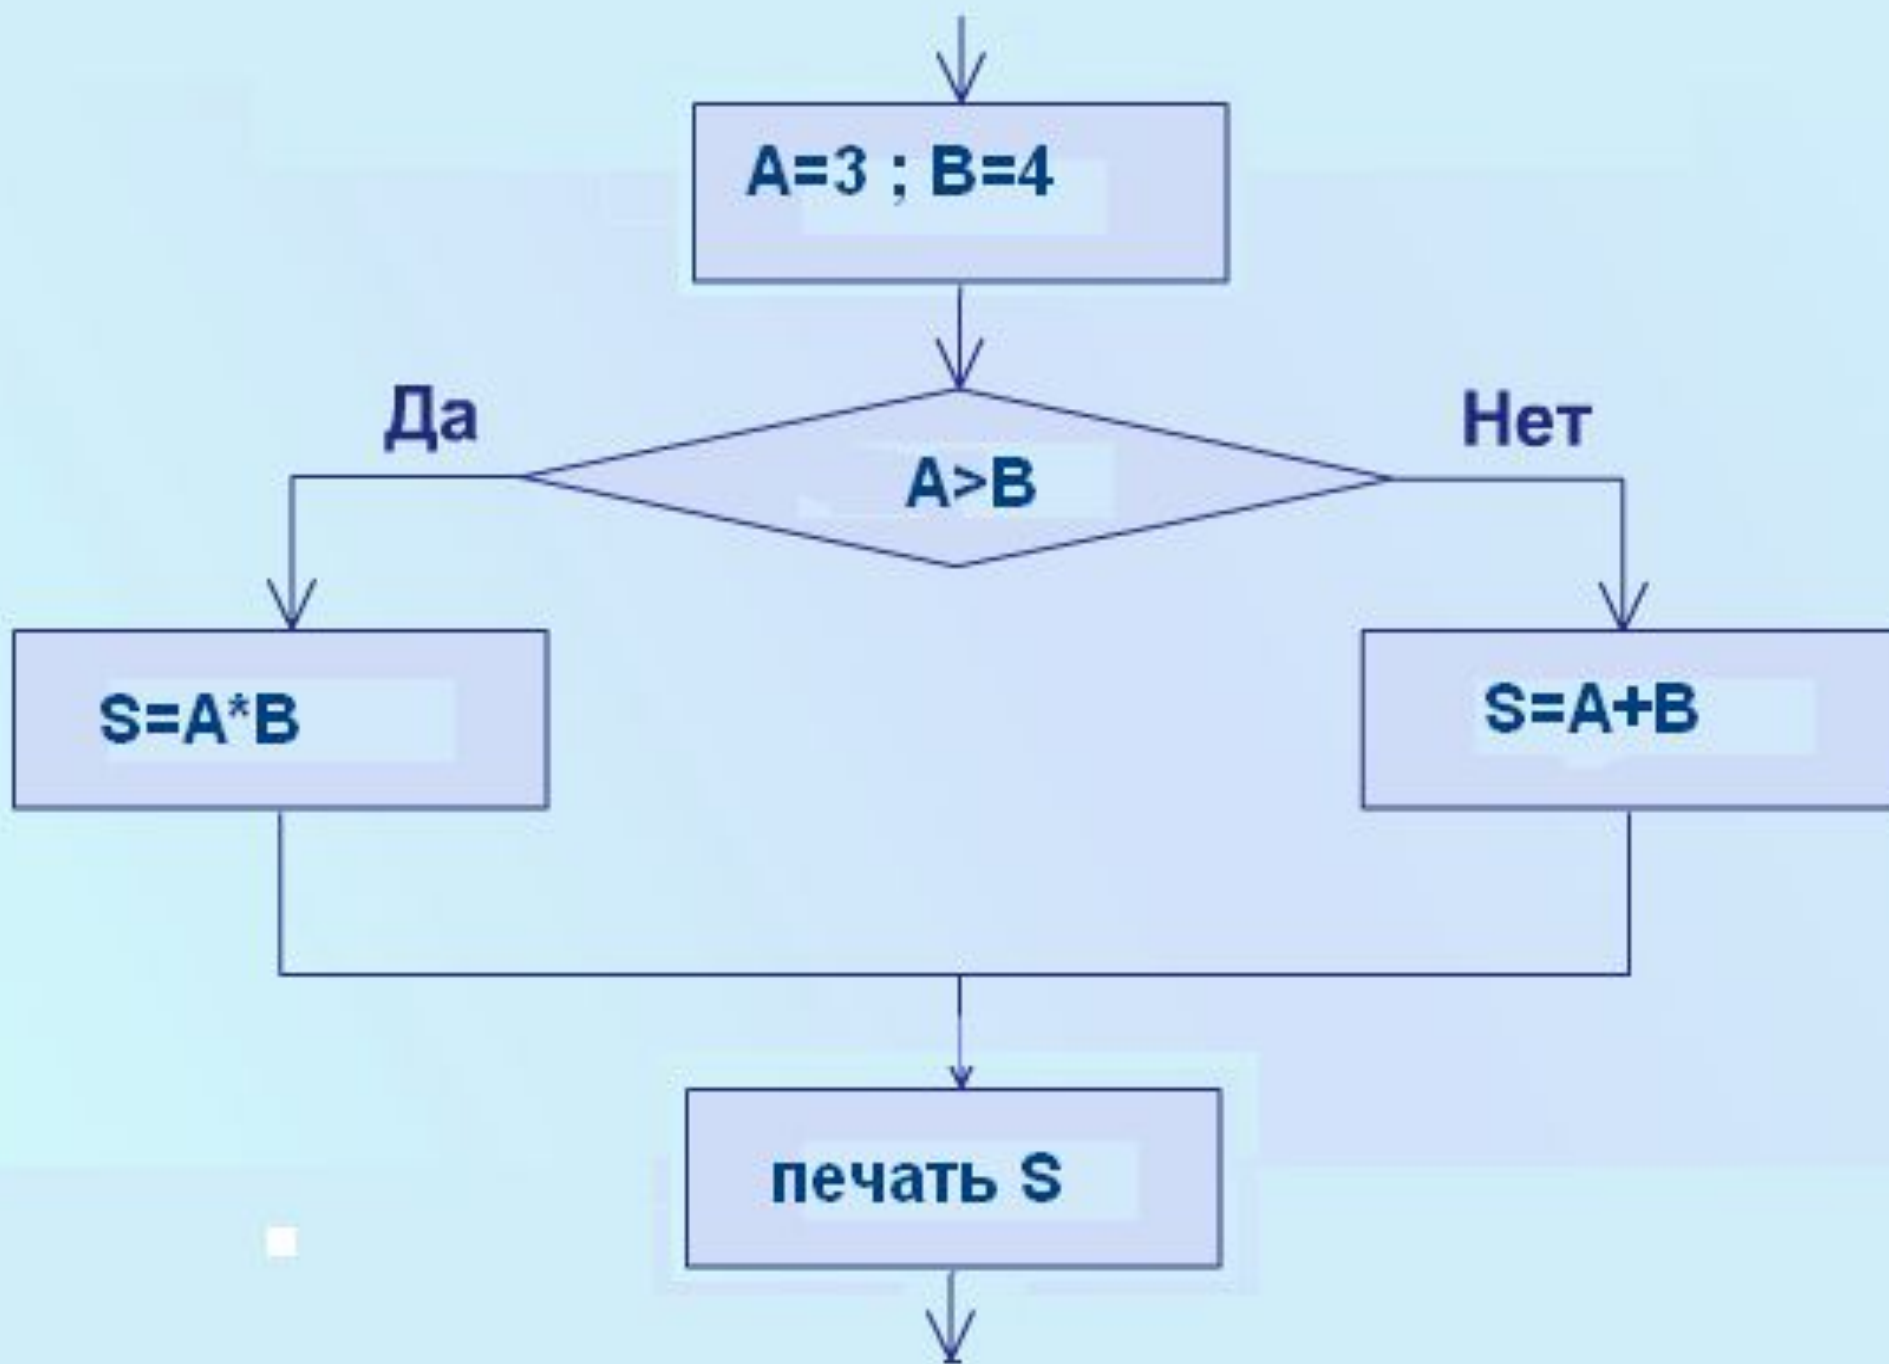 A=3 ; B=4
Да
Нет
A>B
S=A*B
S=A+B
печать S